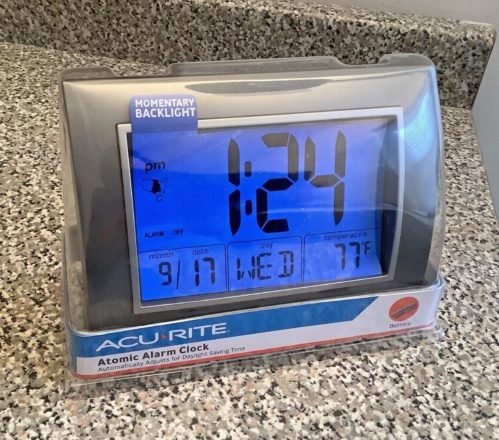 MOMENTARY
BACKLIGHT
pm
1:24
ALARM OFF
month date day temperature
9/17 WED 77°F
ACU RITE
Atomic Alarm Clock
Automatically Adjusts for Daylight Saving Time
Battery